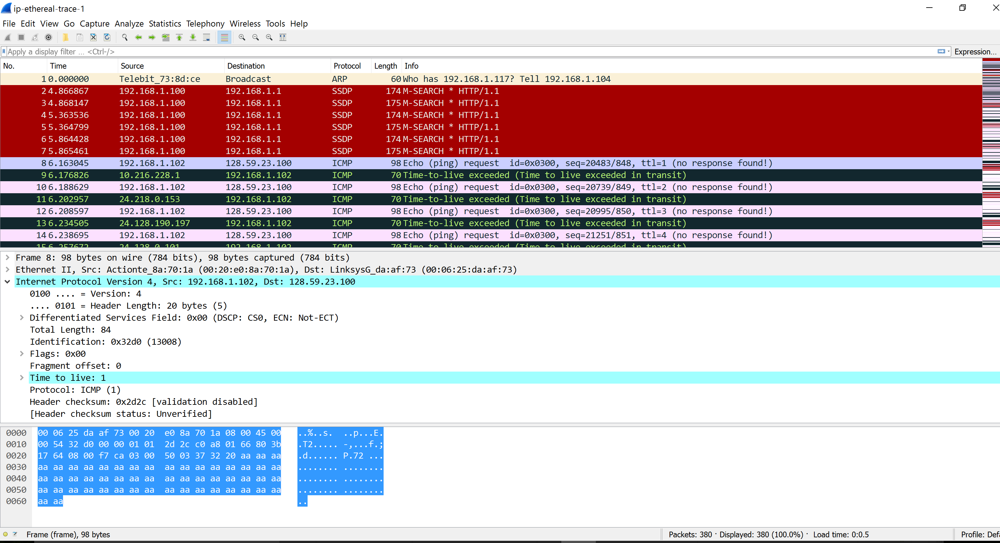 ip-ethereal-trace-1
File Edit View Go Capture Analyze Statistics Telephony Wireless Tools Help
Apply a display filter ... <Ctrl-/> Expression...
No. Time Source Destination Protocol Length Info
1 0.000000 Telebit_73:8d:ce Broadcast ARP 60 Who has 192.168.1.117? Tell 192.168.1.104
2 4.866867 192.168.1.100 192.168.1.1 SSDP 174 M-SEARCH * HTTP/1.1
3 4.868147 192.168.1.100 192.168.1.1 SSDP 175 M-SEARCH * HTTP/1.1
4 5.363536 192.168.1.100 192.168.1.1 SSDP 174 M-SEARCH * HTTP/1.1
5 5.364799 192.168.1.100 192.168.1.1 SSDP 175 M-SEARCH * HTTP/1.1
6 5.864428 192.168.1.100 192.168.1.1 SSDP 174 M-SEARCH * HTTP/1.1
7 5.865461 192.168.1.100 192.168.1.1 SSDP 175 M-SEARCH * HTTP/1.1
8 6.163045 192.168.1.102 128.59.23.100 ICMP 98 Echo (ping) request id=0x0300, seq=20483/848, ttl=1 (no response found!)
9 6.176826 10.216.228.1 192.168.1.102 ICMP 70 Time-to-live exceeded (Time to live exceeded in transit)
10 6.188629 192.168.1.102 128.59.23.100 ICMP 98 Echo (ping) request id=0x0300, seq=20739/849, ttl=2 (no response found!)
11 6.202957 24.218.0.153 192.168.1.102 ICMP 70 Time-to-live exceeded (Time to live exceeded in transit)
12 6.208597 192.168.1.102 128.59.23.100 ICMP 98 Echo (ping) request id=0x0300, seq=20995/850, ttl=3 (no response found!)
13 6.234505 24.128.190.197 192.168.1.102 ICMP 70 Time-to-live exceeded (Time to live exceeded in transit)
14 6.238695 192.168.1.102 128.59.23.100 ICMP 98 Echo (ping) request id=0x0300, seq=21251/851, ttl=4 (no response found!)
15 6.257672 24.128.0.101 192.168.1.102 ICMP 70 Time-to-live exceeded (Time to live exceeded in transit)
Frame 8: 98 bytes on wire (784 bits), 98 bytes captured (784 bits)
Ethernet II, Src: Actionte_8a:70:1a (00:20:e0:8a:70:1a), Dst: LinksysG_da:af:73 (00:06:25:da:af:73)
Internet Protocol Version 4, Src: 192.168.1.102, Dst: 128.59.23.100
0100 .... = Version: 4
.... 0101 = Header Length: 20 bytes (5)
Differentiated Services Field: 0x00 (DSCP: CS0, ECN: Not-ECT)
Total Length: 84
Identification: 0x32d0 (13008)
Flags: 0x00
Fragment offset: 0
Time to live: 1
Protocol: ICMP (1)
Header checksum: 0x2d2c [validation disabled]
[Header checksum status: Unverified]
0000 00 06 25 da af 73 00 20 e0 8a 70 1a 08 00 45 00 ..%..s. ..p...E.
0010 00 54 32 d0 00 00 01 01 2d 2c c0 a8 01 66 80 3b .T2..... -,...f.;
0020 17 64 08 00 f7 ca 03 00 50 03 37 32 20 aa aa aa .d...... P.72 ...
0030 aa aa aa aa aa aa aa aa aa aa aa aa aa aa aa aa ........ ........
0040 aa aa aa aa aa aa aa aa aa aa aa aa aa aa aa aa ........ ........
0050 aa aa aa aa aa aa aa aa aa aa aa aa aa aa aa aa ........ ........
0060 aa aa ..
Frame (frame), 98 bytes Packets: 380 · Displayed: 380 (100.0%) · Load time: 0:0.5 Profile: Defa